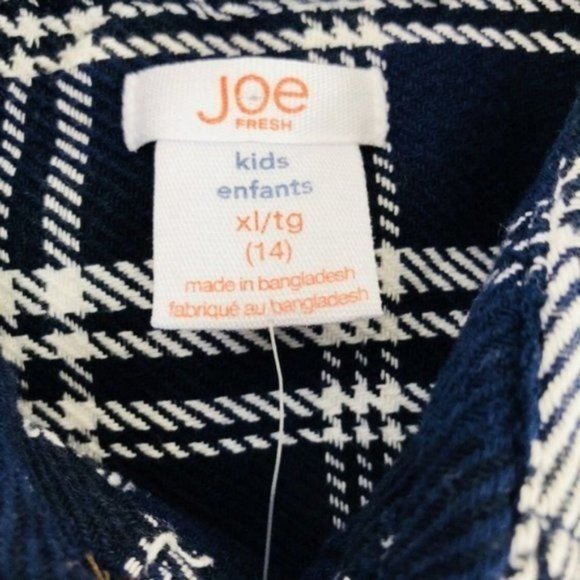 Joe
FRESH
kids
enfants
xl/tg
(14)
made in bangladesh
fabriqué au bangladesh